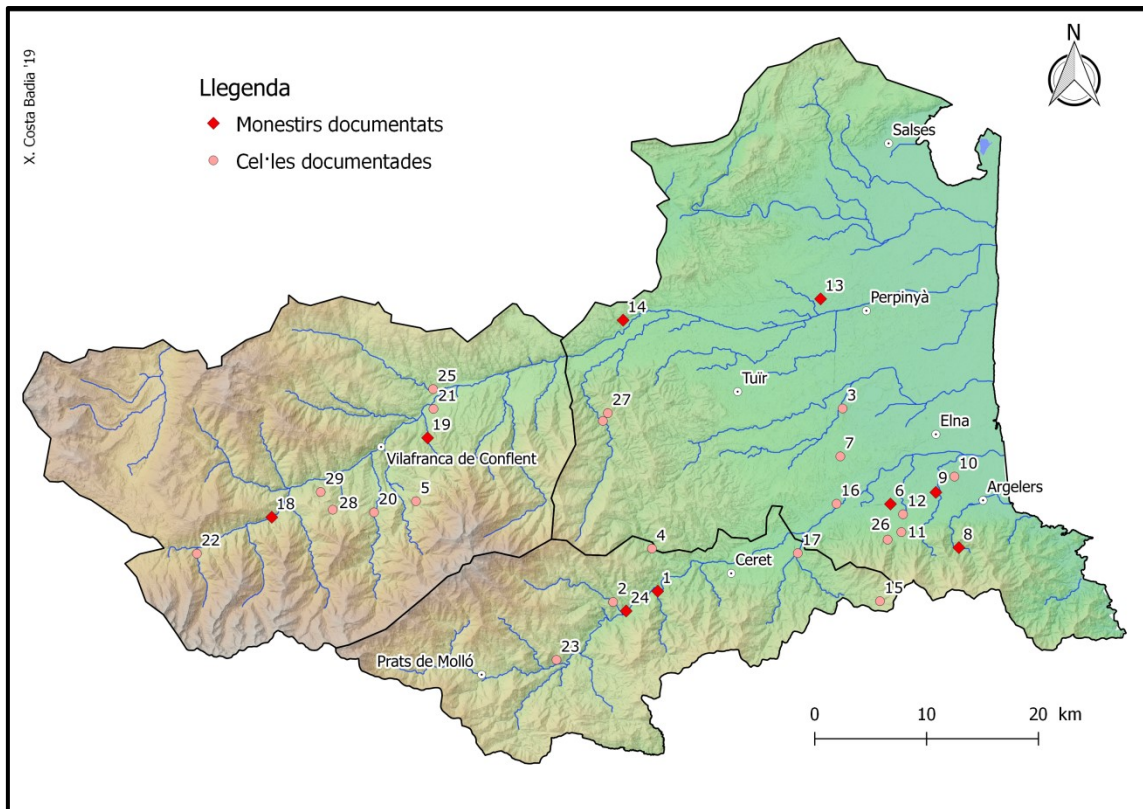 X. Costa Badia '19
N
Llegenda
Monestirs documentats
Cel·les documentades
Salses
13
Perpinyà
14
25
21
27
Tuïr
3
19
Elna
Vilafranca de Conflent
7
10
29
9
Argelers
28
5
16
6
18
20
12
26
11
8
22
4
17
Ceret
1
2
24
15
23
Prats de Molló
0
10
20
km